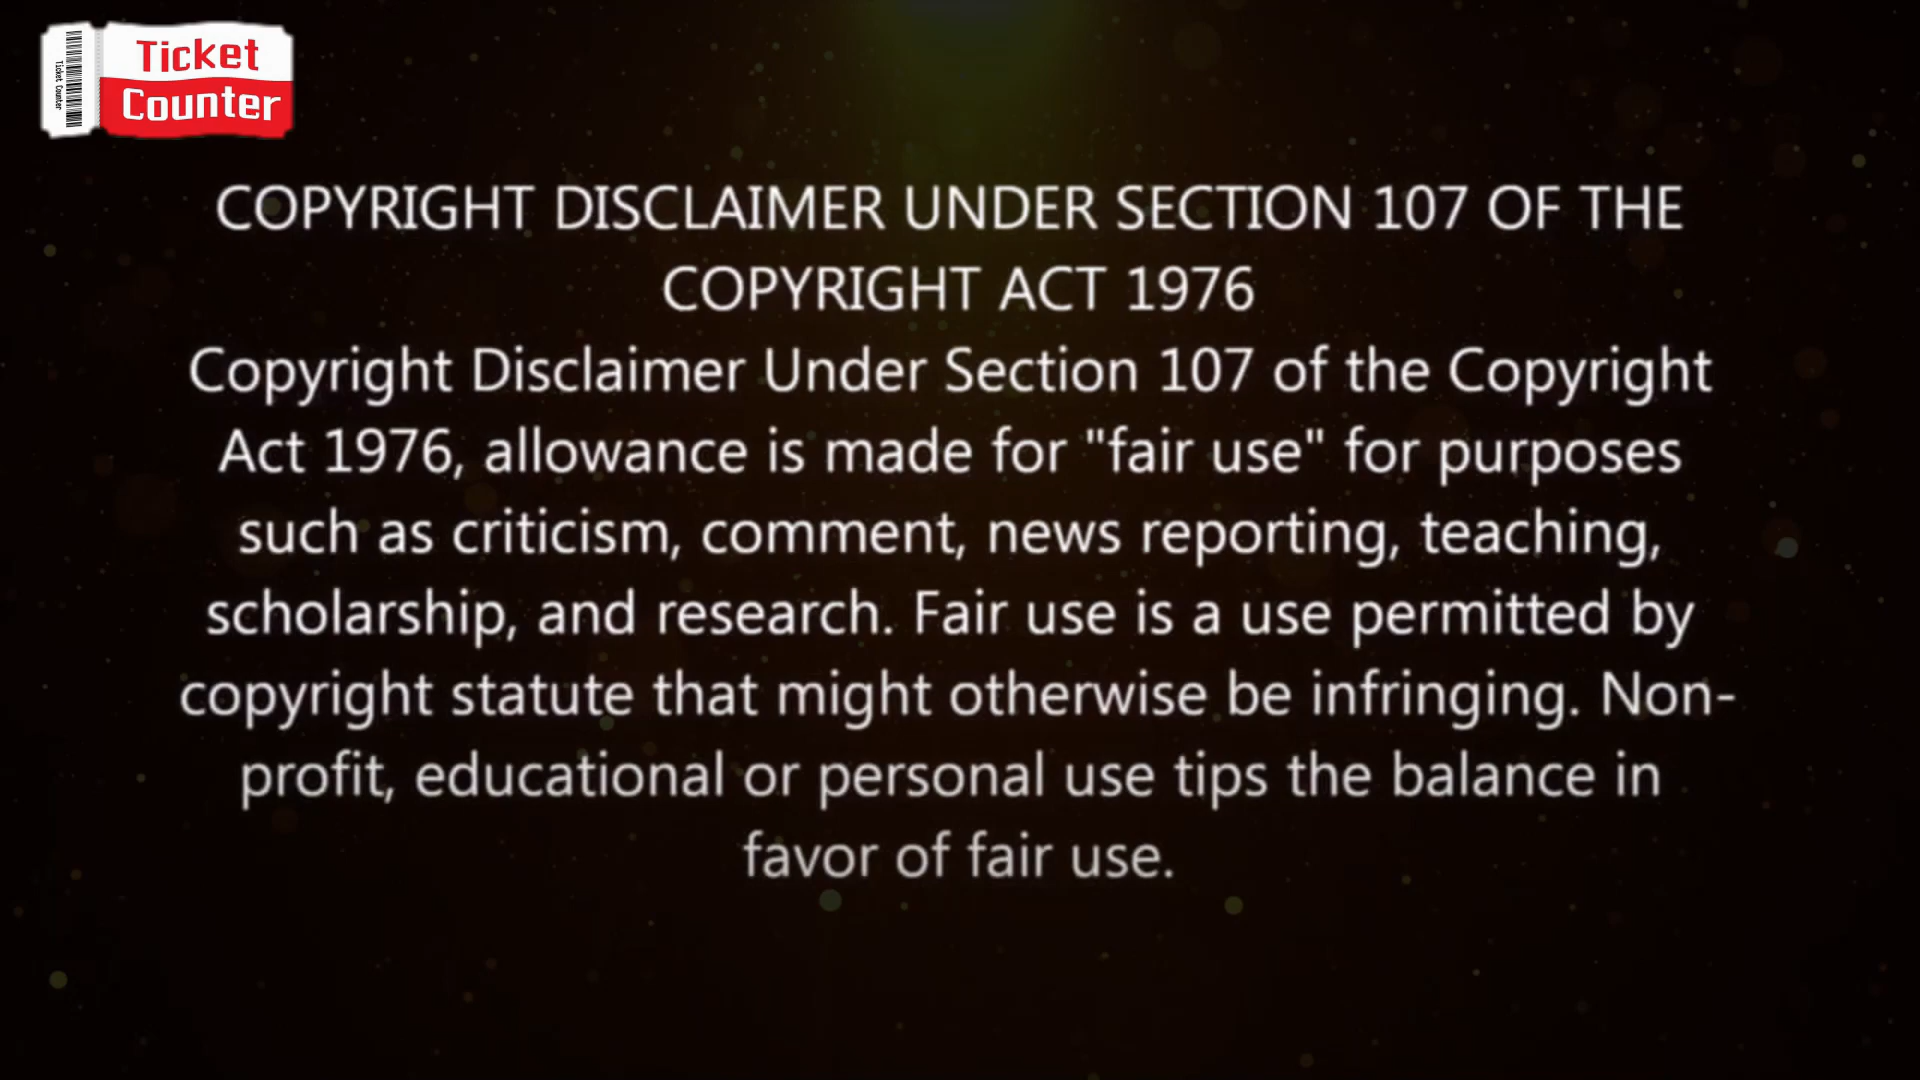 Ticket
Counter
Ticket Counter
COPYRIGHT DISCLAIMER UNDER SECTION 107 OF THE
COPYRIGHT ACT 1976
Copyright Disclaimer Under Section 107 of the Copyright
Act 1976, allowance is made for "fair use" for purposes
such as criticism, comment, news reporting, teaching,
scholarship, and research. Fair use is a use permitted by
copyright statute that might otherwise be infringing. Non-
profit, educational or personal use tips the balance in
favor of fair use.